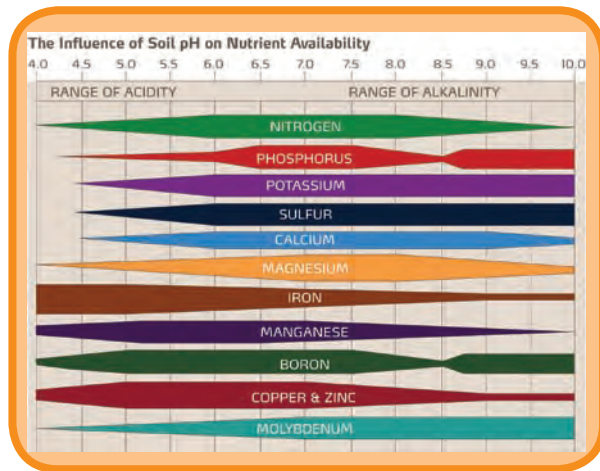 The Influence of Soil pH on Nutrient Availability
4.0 4.5 5.0 5.5 6.0 6.5 7.0 7.5 8.0 8.5 9.0 9.5 10.0
RANGE OF ACIDITY RANGE OF ALKALINITY
NITROGEN
PHOSPHORUS
POTASSIUM
SULFUR
CALCIUM
MAGNESIUM
IRON
MANGANESE
BORON
COPPER & ZINC
MOLYBDENUM